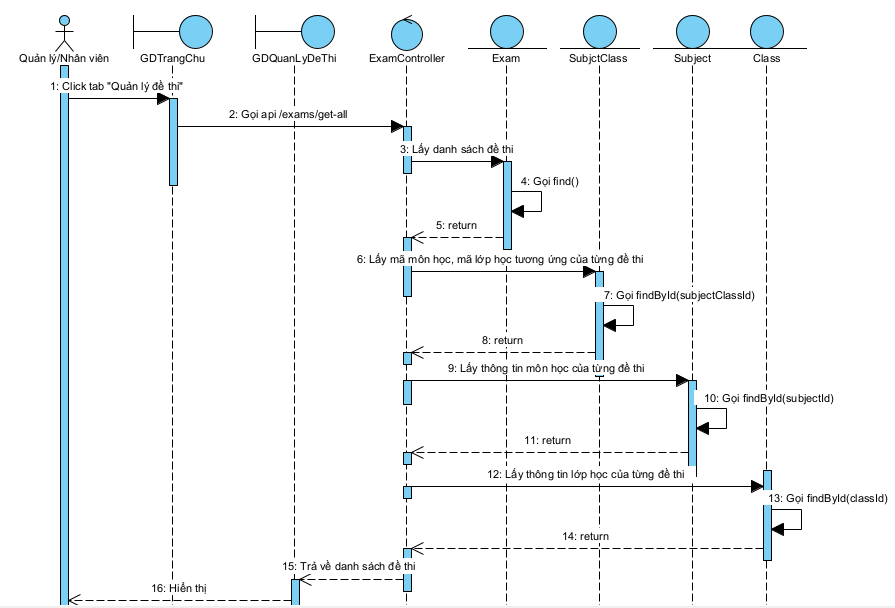 Quản lý/Nhân viên
GDTrangChu
GDQuanLyDeThi
ExamController
Exam
SubjctClass
Subject
Class
1: Click tab "Quản lý đề thi"
2: Gọi api /exams/get-all
3: Lấy danh sách đề thi
4: Gọi find()
5: return
6: Lấy mã môn học, mã lớp học tương ứng của từng đề thi
7: Gọi findById(subjectClassId)
8: return
9: Lấy thông tin môn học của từng đề thi
10: Gọi findById(subjectId)
11: return
12: Lấy thông tin lớp học của từng đề thi
13: Gọi findById(classId)
14: return
15: Trả về danh sách đề thi
16: Hiển thị